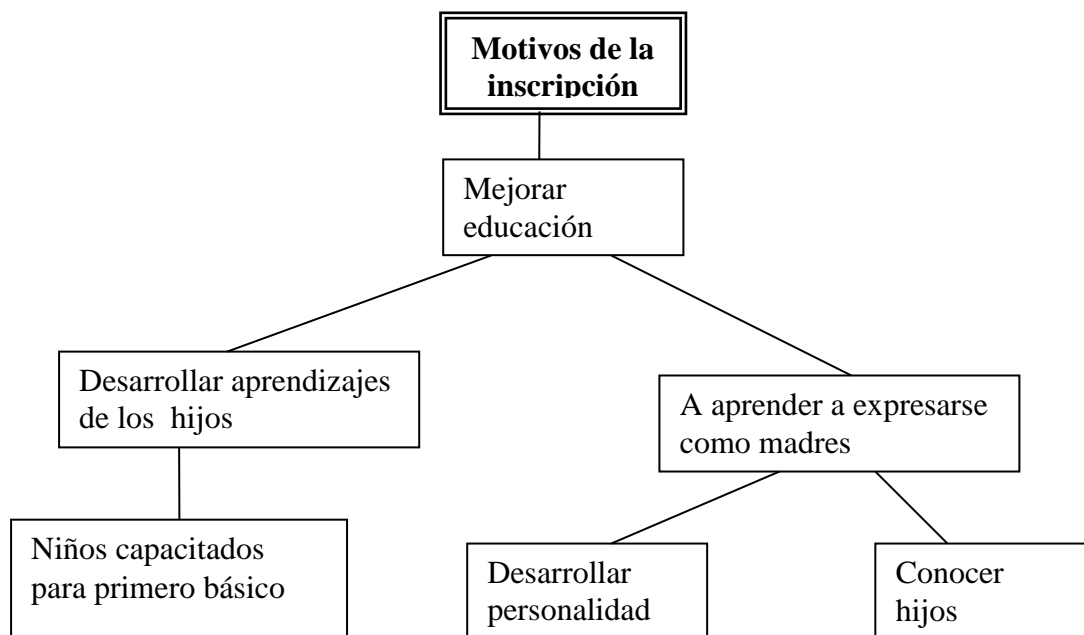 Motivos de la
inscripción
Mejorar
educación
Desarrollar aprendizajes
de los  hijos
A aprender a expresarse
como madres
Niños capacitados
para primero básico
Desarrollar
personalidad
Conocer
hijos